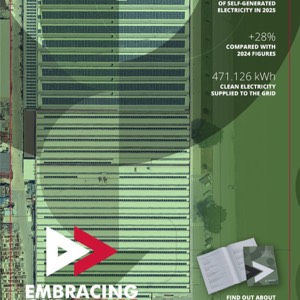 OF SELF-GENERATED
ELECTRICITY IN 2025
+28%
COMPARED WITH
2024 FIGURES
471.126 kWh
CLEAN ELECTRICITY
SUPPLIED TO THE GRID
EMBRACING
FIND OUT ABOUT